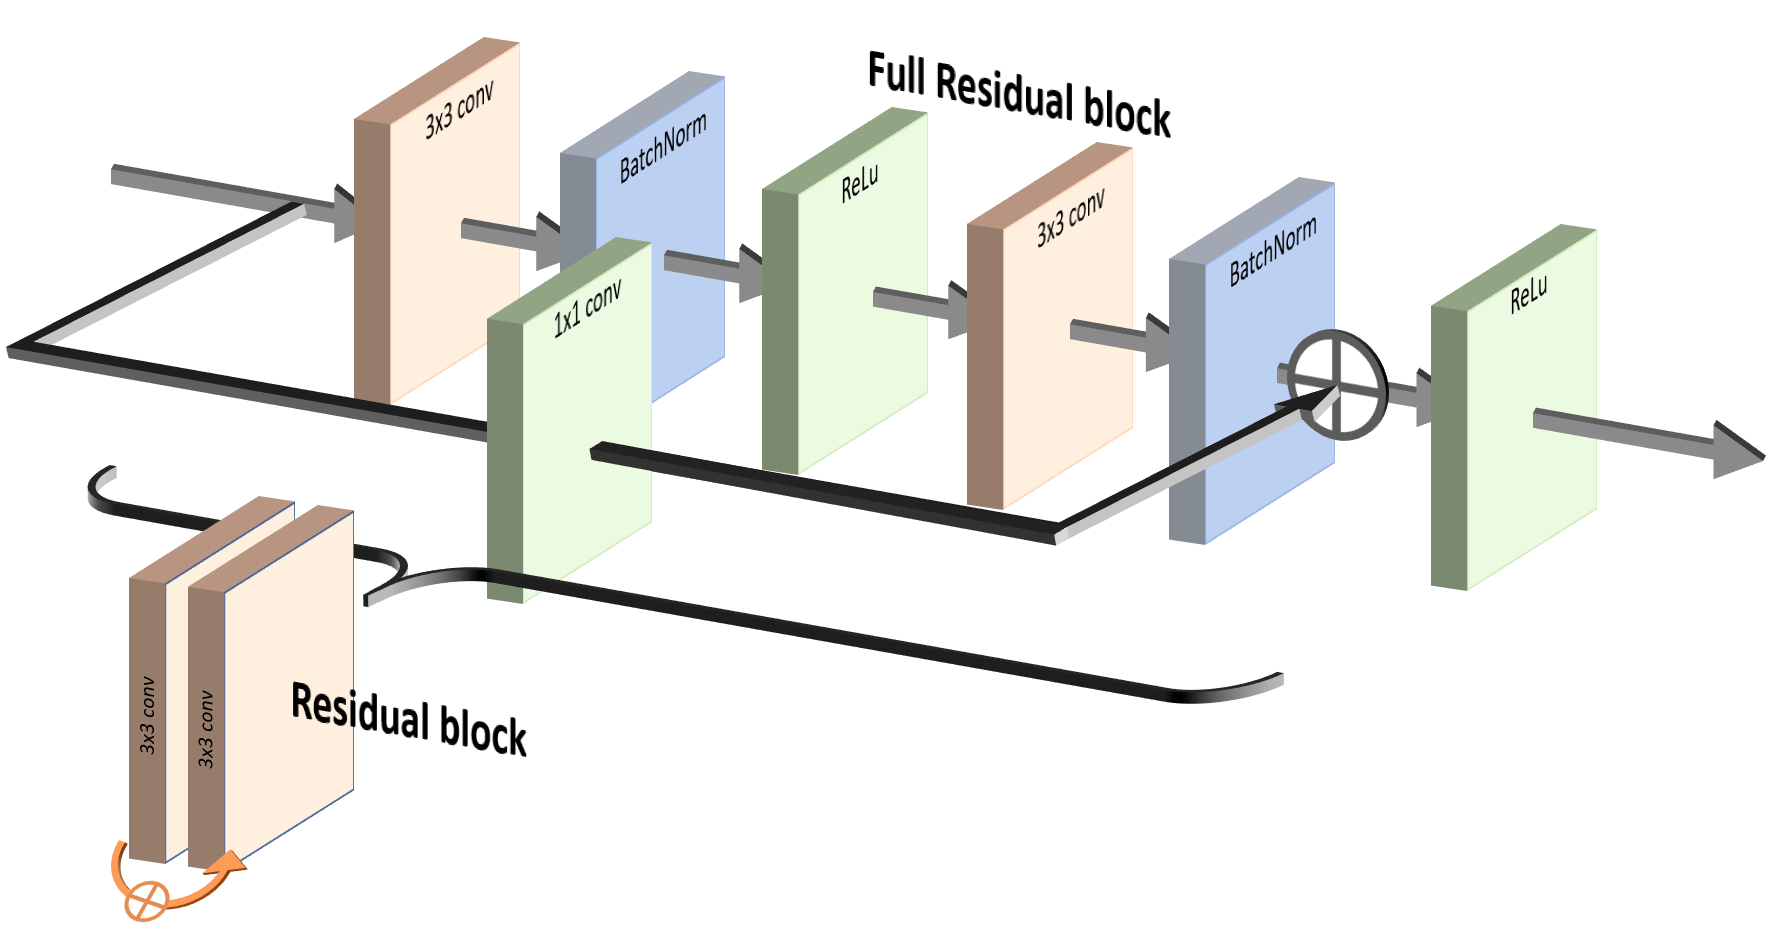 Full Residual block
3x3 conv
BatchNorm
ReLu
3x3 conv
BatchNorm
ReLu
1x1 conv
3x3 conv
3x3 conv
Residual block